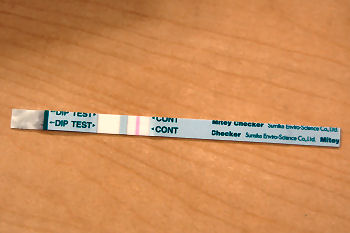 ←DIP TEST• •CONT Mitey Checker Sumika Enviro-Science Co.,Ltd.
←DIP TEST• •CONT Checker Sumika Enviro-Science Co.,Ltd. Mitey